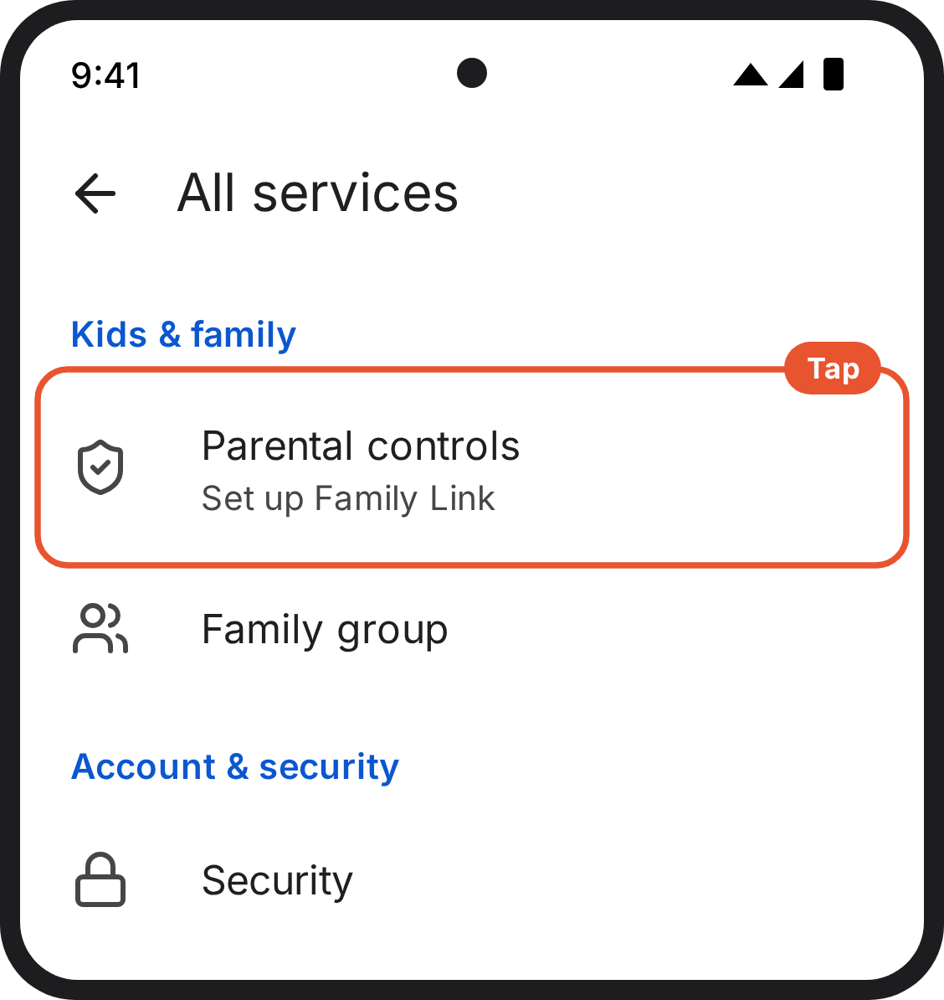 9:41
All services
Kids & family
Tap
Parental controls
Set up Family Link
Family group
Account & security
Security